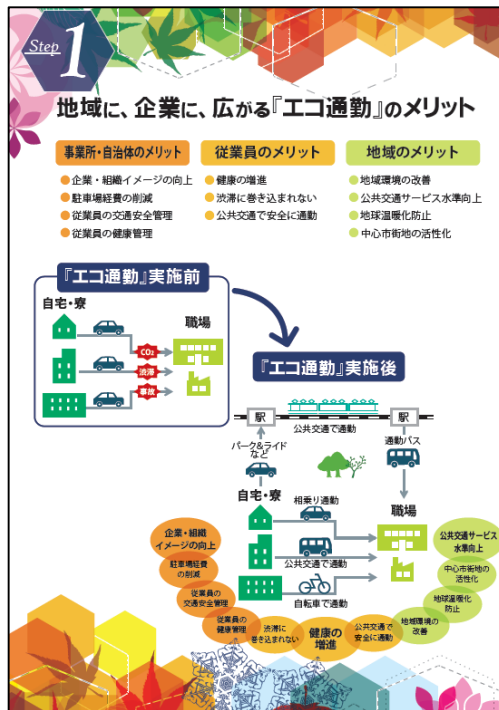 Step 1
地域に、企業に、広がる『エコ通勤』のメリット
事業所・自治体のメリット
企業・組織イメージの向上
駐車場経費の削減
従業員の交通安全管理
従業員の健康管理
従業員のメリット
健康の増進
渋滞に巻き込まれない
公共交通で安全に通勤
地域のメリット
地域環境の改善
公共交通サービス水準向上
地球温暖化防止
中心市街地の活性化
『エコ通勤』実施前
自宅・寮
職場
CO₂
渋滞
事故
『エコ通勤』実施後
駅
駅
公共交通で通勤
パーク&ライド
など
通勤バス
自宅・寮
相乗り通勤
職場
公共交通で通勤
自転車で通勤
企業・組織
イメージの向上
駐車場経費
の削減
従業員の
交通安全管理
従業員の
健康管理
渋滞に
巻き込まれない
健康の
増進
公共交通で
安全に通勤
地域環境の
改善
地球温暖化
防止
中心市街地の
活性化
公共交通サービス
水準向上